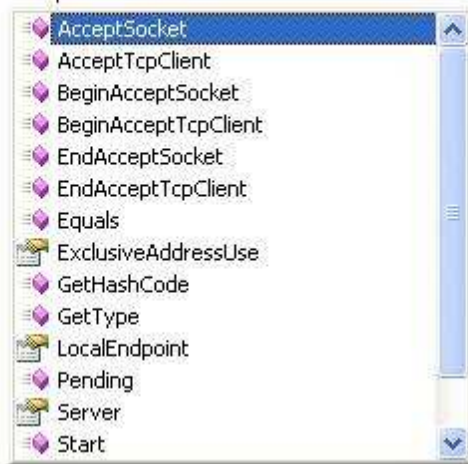 AcceptSocket
AcceptTcpClient
BeginAcceptSocket
BeginAcceptTcpClient
EndAcceptSocket
EndAcceptTcpClient
Equals
ExclusiveAddressUse
GetHashCode
GetType
LocalEndpoint
Pending
Server
Start